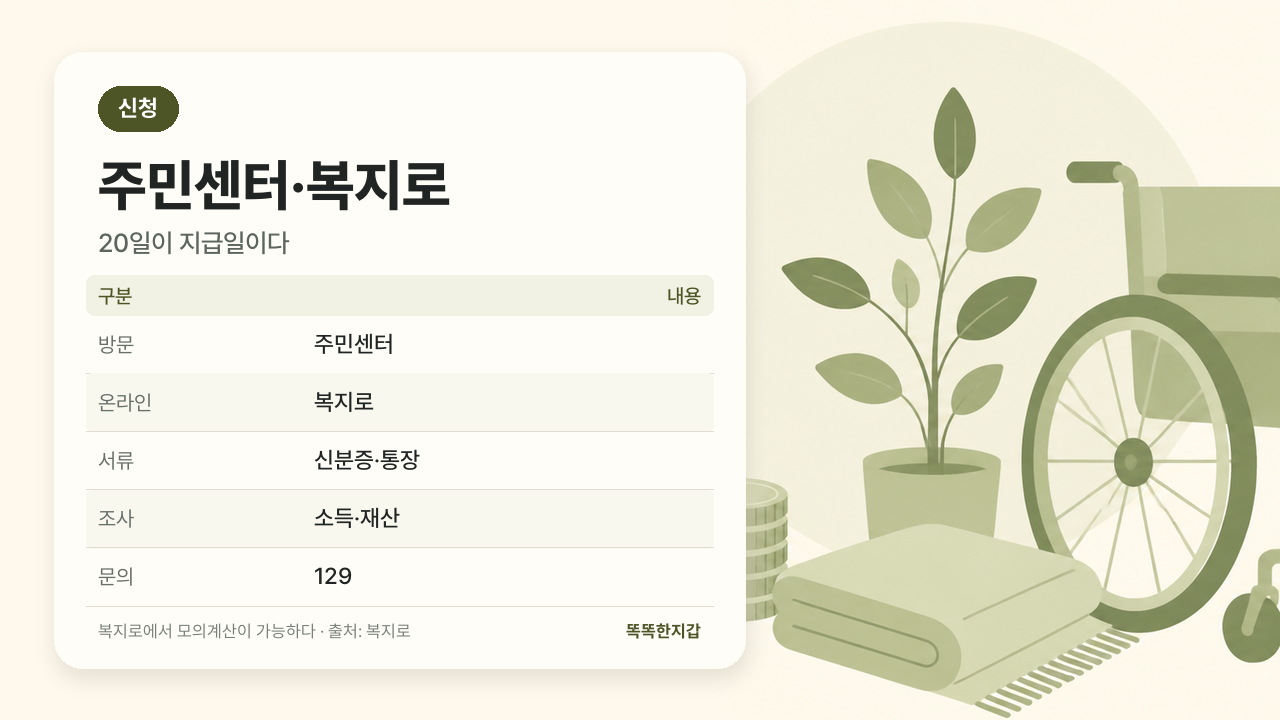 신청
주민센터·복지로
20일이 지급일이다
구분 내용
방문 주민센터
온라인 복지로
서류 신분증·통장
조사 소득·재산
문의 129
복지로에서 모의계산이 가능하다 · 출처: 복지로 똑똑한지갑